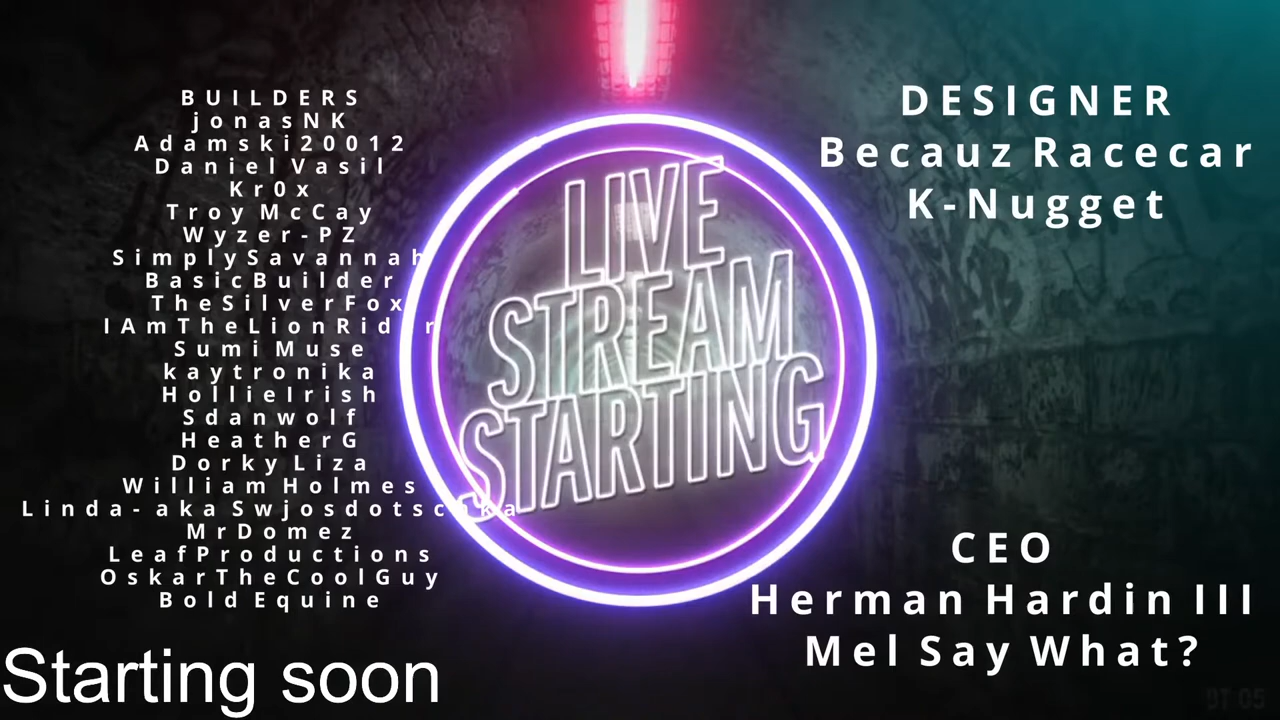 BUILDERS
jonasNK
Adamski20012
Daniel Vasil
Kr0x
Troy McCay
Wyzer-PZ
SimplySavannah
BasicBuilder
TheSilverFox
IAmTheLionRider
Sumi Muse
kaytronika
HollieIrish
Sdanwolf
HeatherG
Dorky Liza
William Holmes
Linda- aka Swjosdotschka
MrDomez
LeafProductions
OskarTheCoolGuy
Bold Equine
Starting soon
LIVE
STREAM
STARTING
DESIGNER
Becauz Racecar
K-Nugget
CEO
Herman Hardin III
Mel Say What?